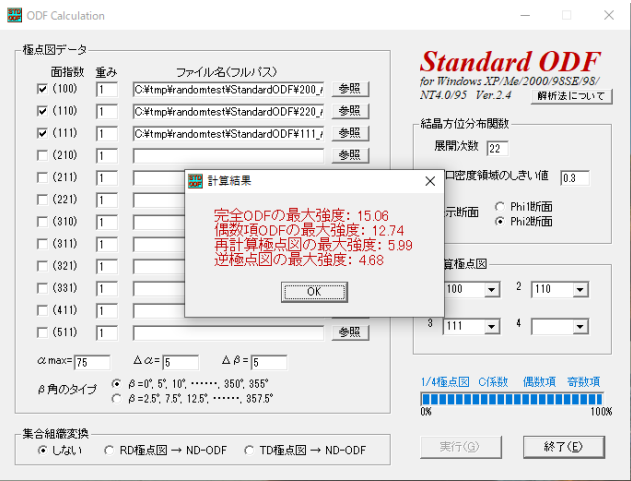 ODF Calculation
極点図データ
面指数 重み ファイル名(フルパス)
(100) 1 C:¥tmp¥randomtest¥StandardODF¥200_ 参照
(110) 1 C:¥tmp¥randomtest¥StandardODF¥220_ 参照
(111) 1 C:¥tmp¥randomtest¥StandardODF¥111_ 参照
(210) 1 参照
(211) 1
(221) 1
(310) 1
(311) 1
(321) 1
(331) 1
(411) 1
(511) 1 参照
αmax= 75 Δα= 5 Δβ= 5
β角のタイプ
β=0°, 5°, 10°, ······, 350°, 355°
β=2.5°, 7.5°, 12.5°, ······, 357.5°
集合組織変換
しない RD極点図 → ND-ODF TD極点図 → ND-ODF
Standard ODF
for Windows XP/Me/2000/98SE/98/
NT4.0/95 Ver.2.4 解析法について
結晶方位分布関数
展開次数 22
口密度領域のしきい値 0.3
示断面
Phi1断面
Phi2断面
算極点図
100 2 110
3 111 4
1/4極点図 C係数 偶数項 奇数項
0% 100%
実行(G) 終了(E)
計算結果
完全ODFの最大強度: 15.06
偶数項ODFの最大強度: 12.74
再計算極点図の最大強度: 5.99
逆極点図の最大強度: 4.68
OK